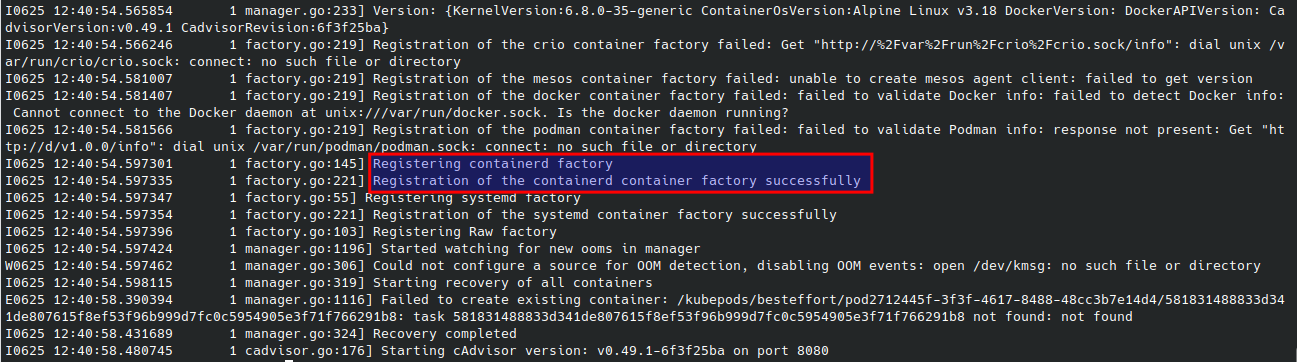 I0625 12:40:54.565854       1 manager.go:233] Version: {KernelVersion:6.8.0-35-generic ContainerOsVersion:Alpine Linux v3.18 DockerVersion: DockerAPIVersion: Ca
dvisorVersion:v0.49.1 CadvisorRevision:6f3f25ba}
I0625 12:40:54.566246       1 factory.go:219] Registration of the crio container factory failed: Get "http://%2Fvar%2Frun%2Fcrio%2Fcrio.sock/info": dial unix /v
ar/run/crio/crio.sock: connect: no such file or directory
I0625 12:40:54.581007       1 factory.go:219] Registration of the mesos container factory failed: unable to create mesos agent client: failed to get version
I0625 12:40:54.581407       1 factory.go:219] Registration of the docker container factory failed: failed to validate Docker info: failed to detect Docker info:
 Cannot connect to the Docker daemon at unix:///var/run/docker.sock. Is the docker daemon running?
I0625 12:40:54.581566       1 factory.go:219] Registration of the podman container factory failed: failed to validate Podman info: response not present: Get "ht
tp://d/v1.0.0/info": dial unix /var/run/podman/podman.sock: connect: no such file or directory
I0625 12:40:54.597301       1 factory.go:145] Registering containerd factory
I0625 12:40:54.597335       1 factory.go:221] Registration of the containerd container factory successfully
I0625 12:40:54.597347       1 factory.go:55] Registering systemd factory
I0625 12:40:54.597354       1 factory.go:221] Registration of the systemd container factory successfully
I0625 12:40:54.597396       1 factory.go:103] Registering Raw factory
I0625 12:40:54.597424       1 manager.go:1196] Started watching for new ooms in manager
W0625 12:40:54.597462       1 manager.go:306] Could not configure a source for OOM detection, disabling OOM events: open /dev/kmsg: no such file or directory
I0625 12:40:54.598115       1 manager.go:319] Starting recovery of all containers
E0625 12:40:58.390394       1 manager.go:1116] Failed to create existing container: /kubepods/besteffort/pod2712445f-3f3f-4617-8488-48cc3b7e14d4/581831488833d34
1de807615f8ef53f96b999d7fc0c5954905e3f71f766291b8: task 581831488833d341de807615f8ef53f96b999d7fc0c5954905e3f71f766291b8 not found: not found
I0625 12:40:58.431689       1 manager.go:324] Recovery completed
I0625 12:40:58.480745       1 cadvisor.go:176] Starting cAdvisor version: v0.49.1-6f3f25ba on port 8080